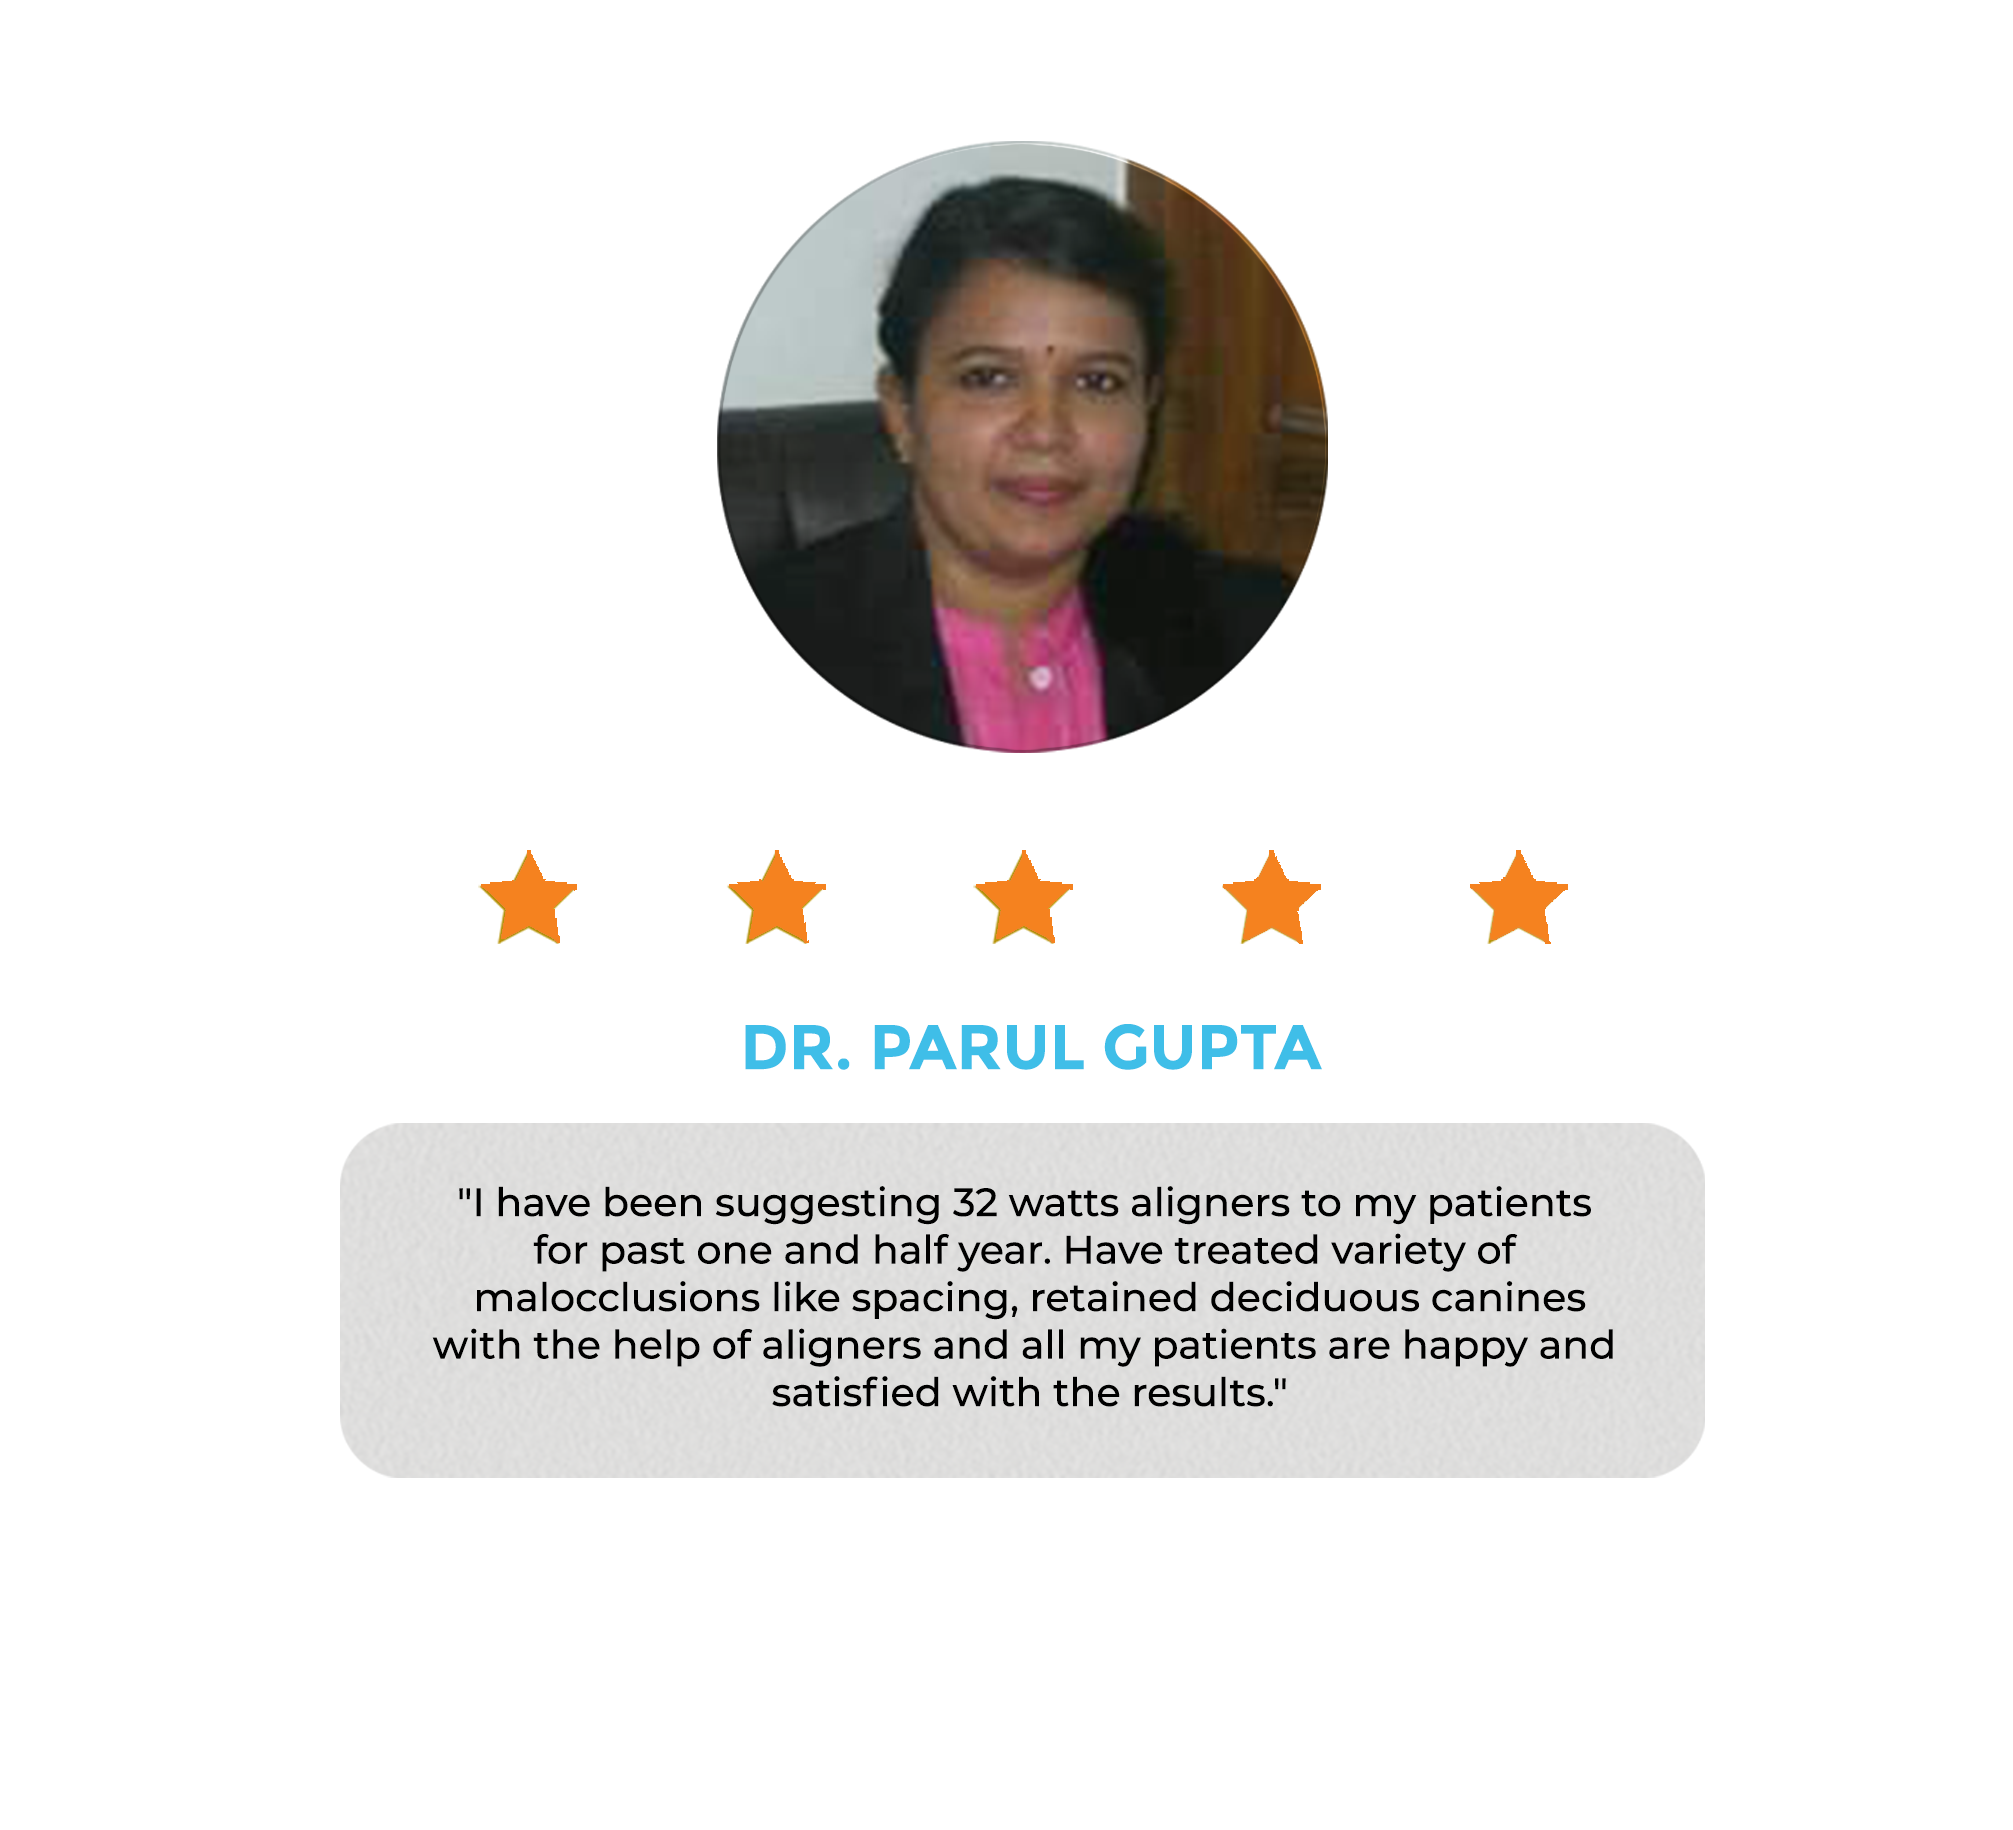 DR. PARUL GUPTA
"I have been suggesting 32 watts aligners to my patients
for past one and half year. Have treated variety of
malocclusions like spacing, retained deciduous canines
with the help of aligners and all my patients are happy and
satisfied with the results."